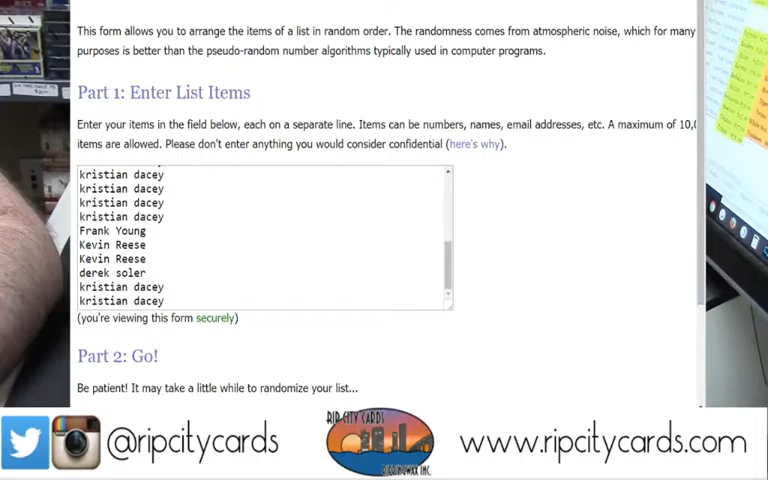 This form allows you to arrange the items of a list in random order. The randomness comes from atmospheric noise, which for many
purposes is better than the pseudo-random number algorithms typically used in computer programs.
Part 1: Enter List Items
Enter your items in the field below, each on a separate line. Items can be numbers, names, email addresses, etc. A maximum of 10,
items are allowed. Please don't enter anything you would consider confidential (here's why).
kristian dacey
kristian dacey
kristian dacey
kristian dacey
Frank Young
Kevin Reese
Kevin Reese
derek soler
kristian dacey
kristian dacey
(you're viewing this form securely)
Part 2: Go!
Be patient! It may take a little while to randomize your list...
@ripcitycards
RIP CITY CARDS
RIPPINGWAX INC.
www.ripcitycards.com